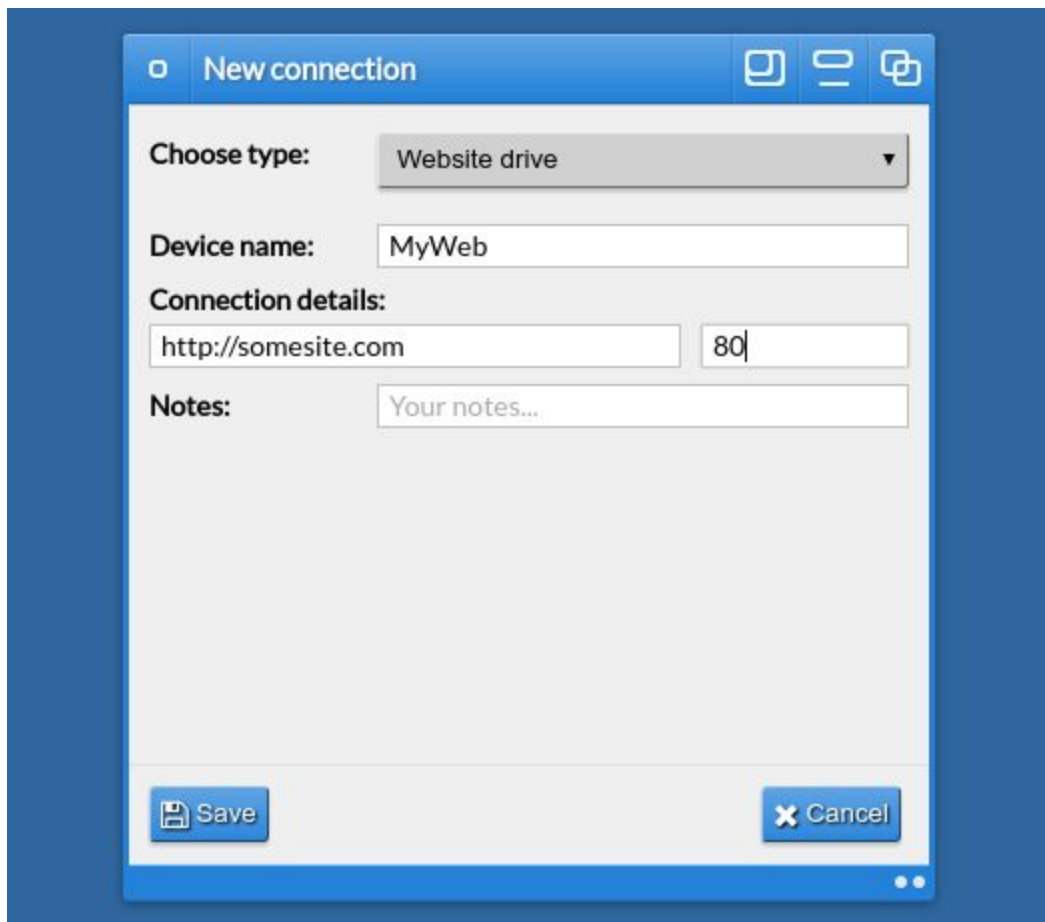 New connection
Choose type: Website drive
Device name: MyWeb
Connection details:
http://somesite.com 80
Notes: Your notes...
Save Cancel